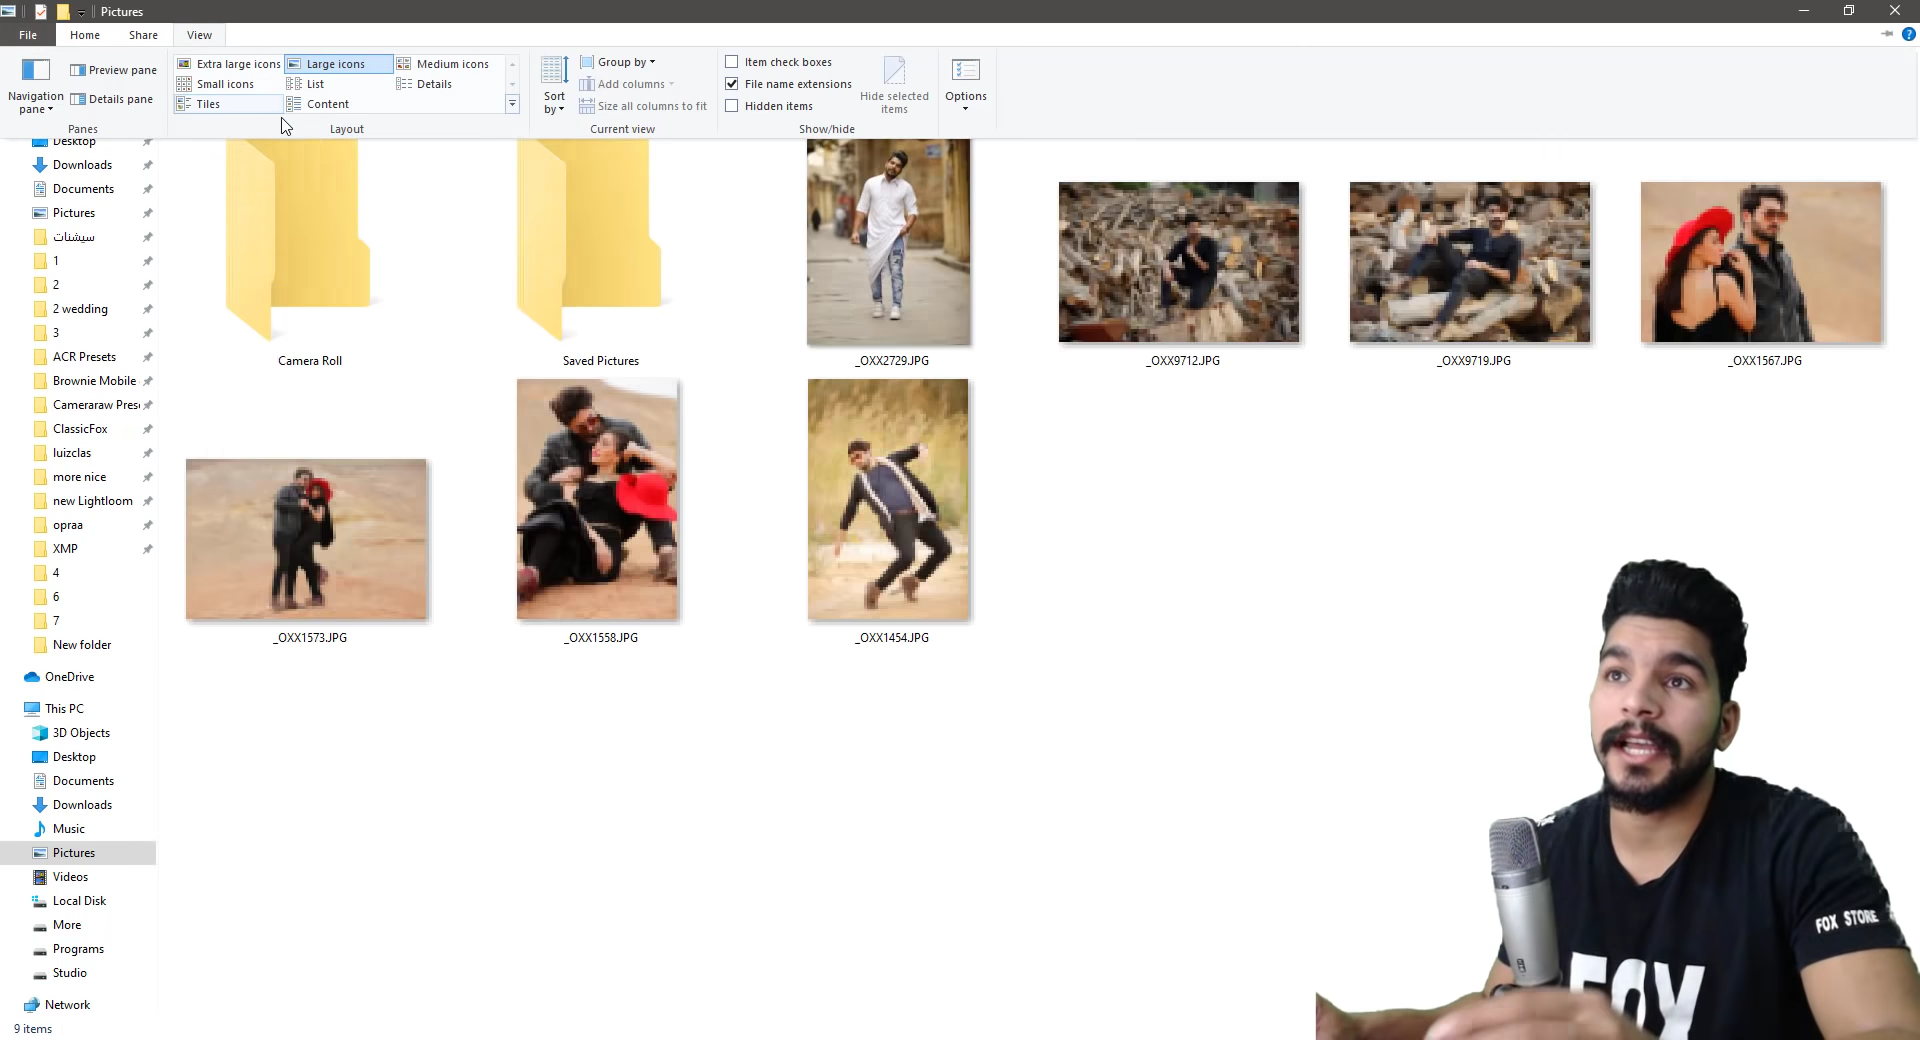 Pictures
File Home Share View
Navigation pane
Preview pane
Details pane
Panes
Extra large icons Large icons Medium icons
Small icons List Details
Tiles Content
Layout
Sort by
Group by
Add columns
Size all columns to fit
Current view
Item check boxes
File name extensions
Hidden items
Hide selected items
Show/hide
Options
Desktop
Downloads
Documents
Pictures
سيشنات
1
2
2 wedding
3
ACR Presets
Brownie Mobile
Cameraraw Pres
ClassicFox
luizclas
more nice
new Lightloom
opraa
XMP
4
6
7
New folder
OneDrive
This PC
3D Objects
Desktop
Documents
Downloads
Music
Pictures
Videos
Local Disk
More
Programs
Studio
Network
9 items
Camera Roll
Saved Pictures
_OXX2729.JPG
_OXX9712.JPG
_OXX9719.JPG
_OXX1567.JPG
_OXX1573.JPG
_OXX1558.JPG
_OXX1454.JPG
FOX STORE
FOX